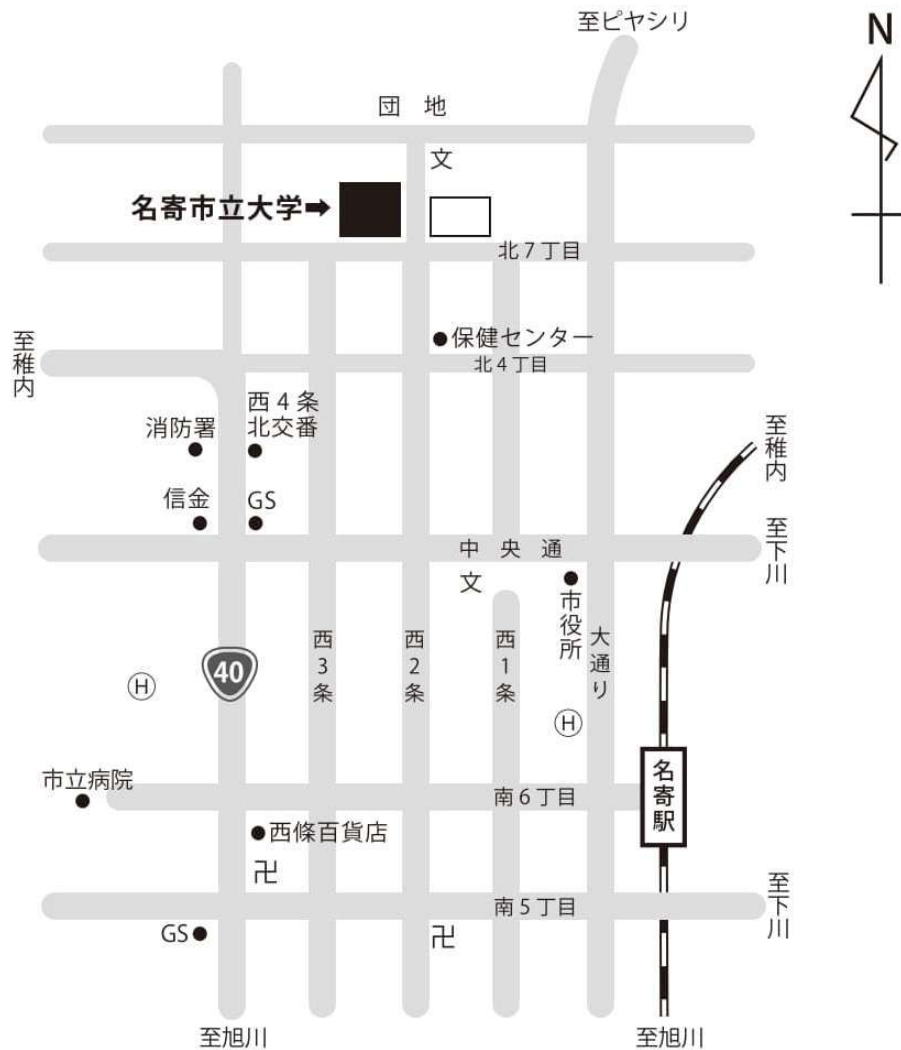 至ピヤシリ
N
団 地
文
名寄市立大学➡
北7丁目
保健センター
北4丁目
至稚内
西4条
北交番
消防署
至稚内
信金
GS
中央通
至下川
文
市役所
西3条
西2条
西1条
大通り
40
H
H
名寄駅
市立病院
南6丁目
西條百貨店
卍
至下川
南5丁目
GS
卍
至旭川
至旭川